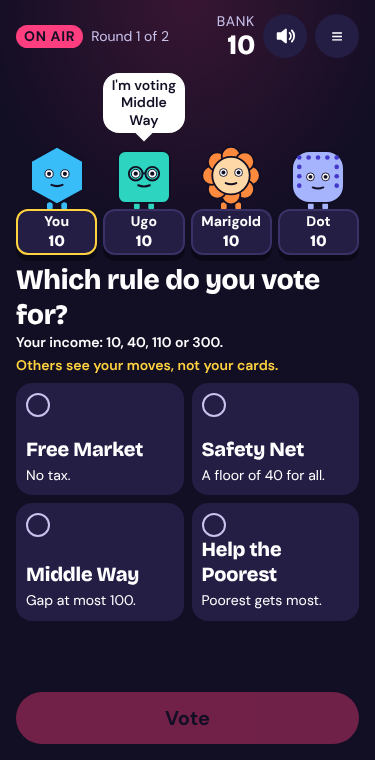 ON AIR
Round 1 of 2
BANK
10
I'm voting
Middle
Way
You
10
Ugo
10
Marigold
10
Dot
10
Which rule do you vote
for?
Your income: 10, 40, 110 or 300.
Others see your moves, not your cards.
Free Market
No tax.
Safety Net
A floor of 40 for all.
Middle Way
Gap at most 100.
Help the
Poorest
Poorest gets most.
Vote